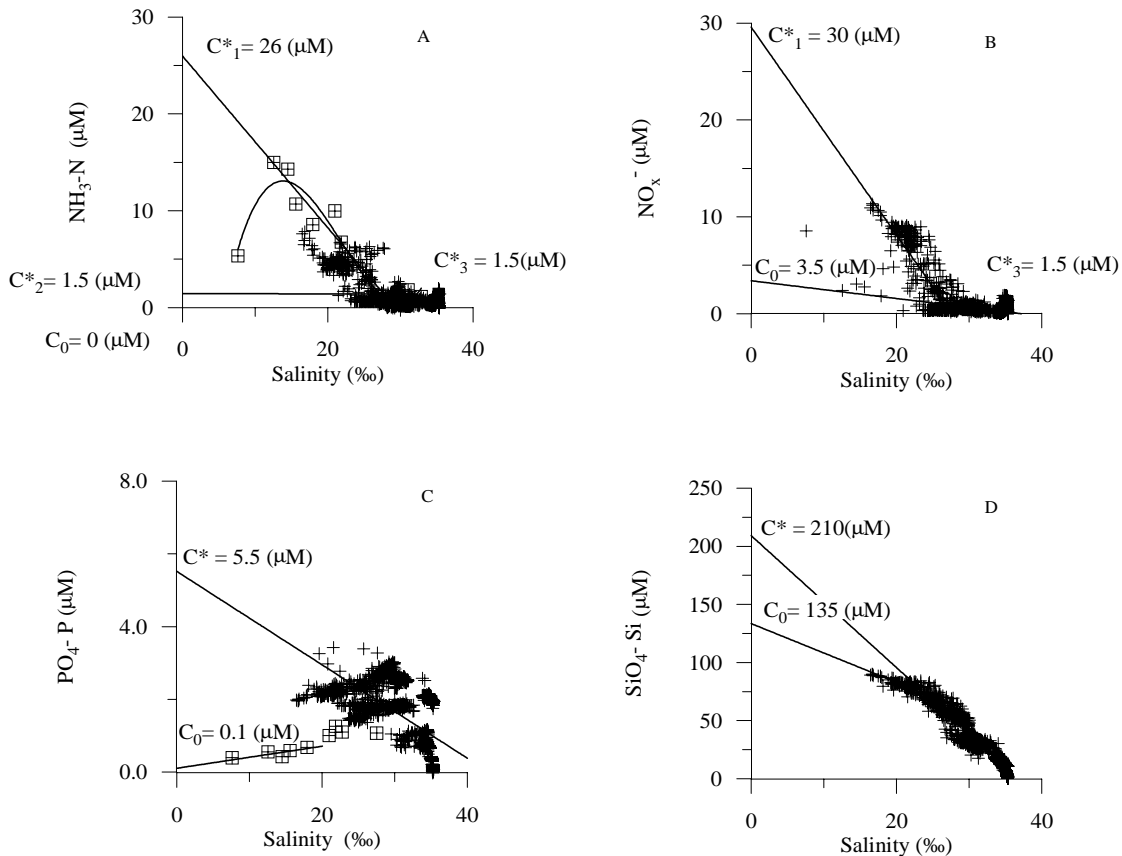 A
30
C*₁= 26 (µM)
20
NH₃-N (µM)
10
C*₂= 1.5 (µM)
C*₃ = 1.5(µM)
0
C₀= 0 (µM)
0 20 40
Salinity (‰)
B
30
C*₁ = 30 (µM)
20
NOₓ⁻ (µM)
10
C₀= 3.5 (µM)
C*₃= 1.5 (µM)
0
0 20 40
Salinity (‰)
C
8.0
C* = 5.5 (µM)
PO₄- P (µM)
4.0
C₀= 0.1 (µM)
0.0
0 20 40
Salinity (‰)
D
250
C* = 210(µM)
200
150
C₀= 135 (µM)
SiO₄- Si (µM)
100
50
0
0 20 40
Salinity (‰)